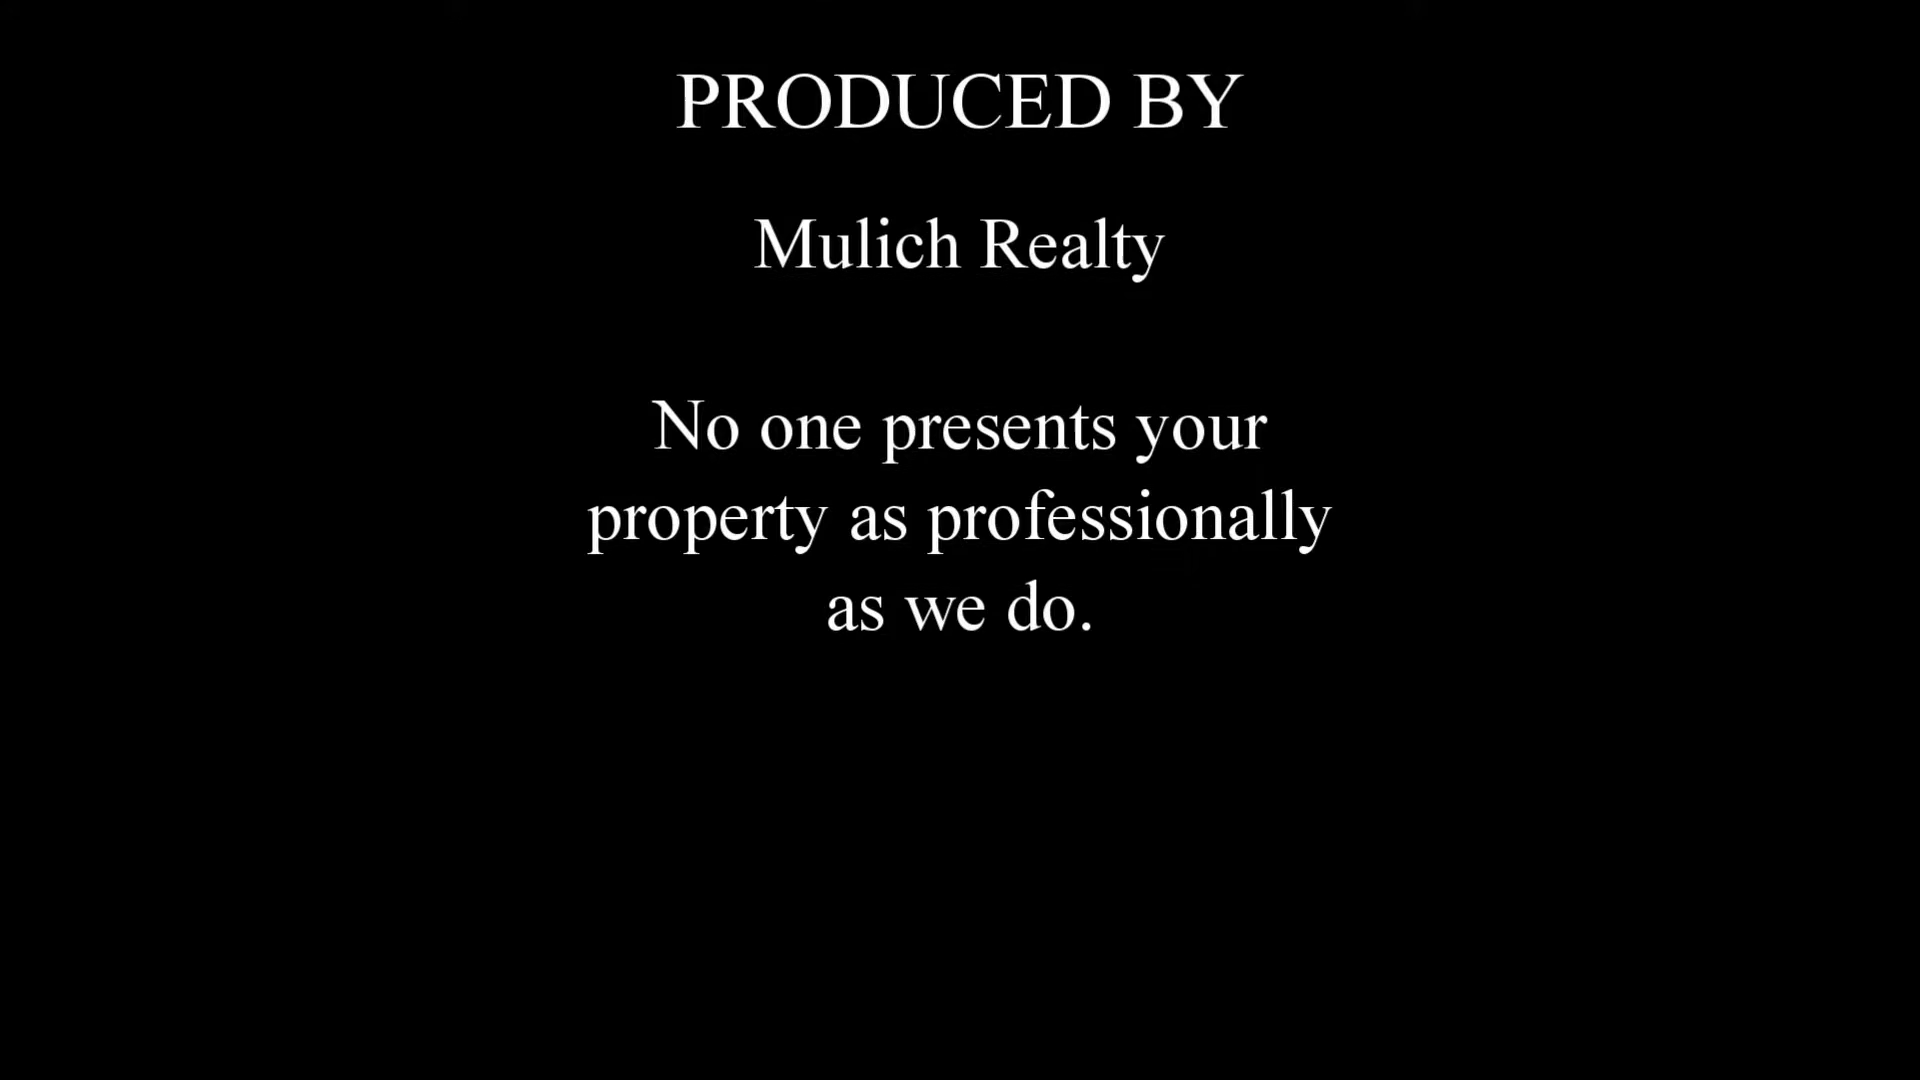 PRODUCED BY
Mulich Realty
No one presents your
property as professionally
as we do.